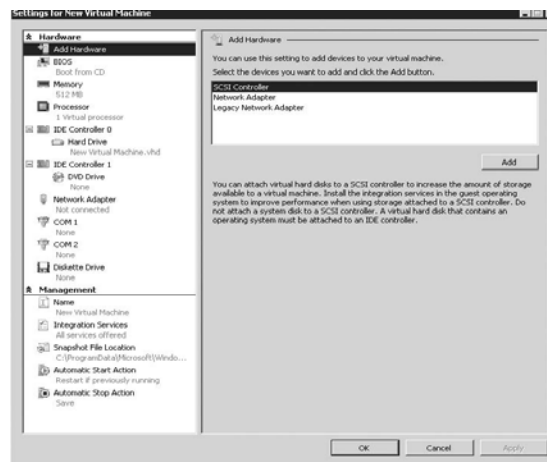 Settings for New Virtual Machine
Hardware
Add Hardware
BIOS
Boot from CD
Memory
512 MB
Processor
1 Virtual processor
IDE Controller 0
Hard Drive
New Virtual Machine.vhd
IDE Controller 1
DVD Drive
None
Network Adapter
Not connected
COM 1
None
COM 2
None
Diskette Drive
None
Management
Name
New Virtual Machine
Integration Services
All services offered
Snapshot File Location
C:\ProgramData\Microsoft\Windo...
Automatic Start Action
Restart if previously running
Automatic Stop Action
Save
Add Hardware
You can use this setting to add devices to your virtual machine.
Select the devices you want to add and click the Add button.
SCSI Controller
Network Adapter
Legacy Network Adapter
Add
You can attach virtual hard disks to a SCSI controller to increase the amount of storage
available to a virtual machine. Install the integration services in the guest operating
system to improve performance when using storage attached to a SCSI controller. Do
not attach a system disk to a SCSI controller. A virtual hard disk that contains an
operating system must be attached to an IDE controller.
OK
Cancel
Apply